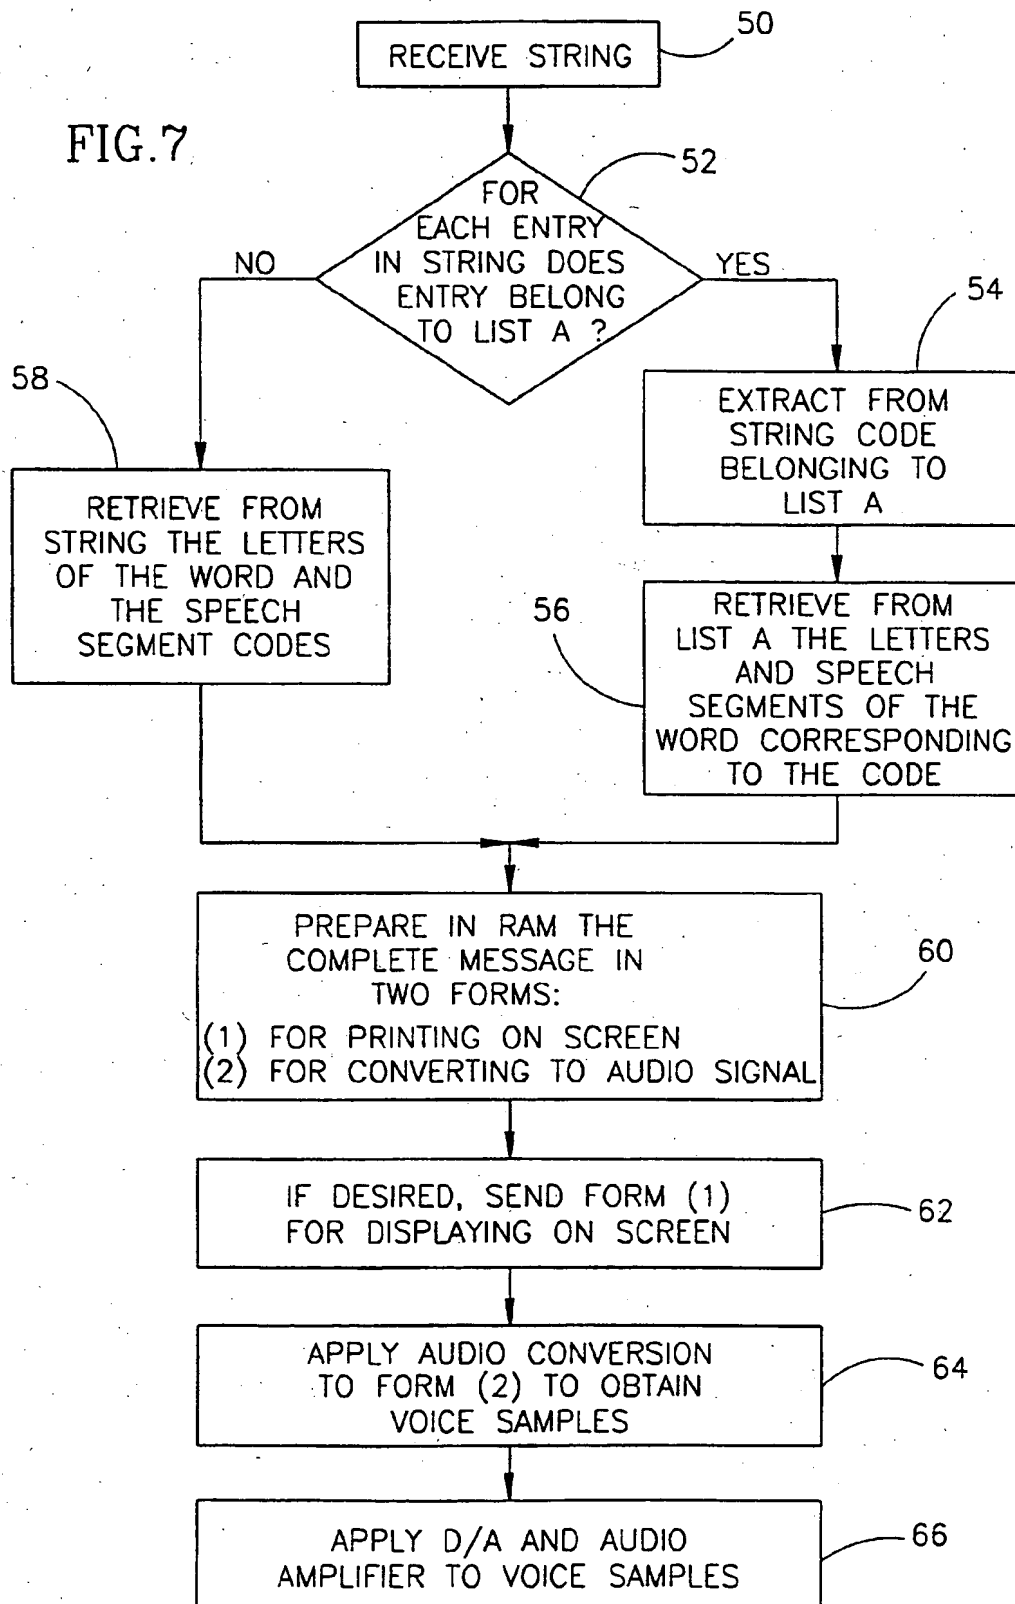 50
RECEIVE STRING
FIG.7
52
FOR
EACH ENTRY
IN STRING DOES
ENTRY BELONG
TO LIST A ?
NO
YES
54
EXTRACT FROM
STRING CODE
BELONGING TO
LIST A
58
RETRIEVE FROM
STRING THE LETTERS
OF THE WORD AND
THE SPEECH
SEGMENT CODES
56
RETRIEVE FROM
LIST A THE LETTERS
AND SPEECH
SEGMENTS OF THE
WORD CORRESPONDING
TO THE CODE
PREPARE IN RAM THE
COMPLETE MESSAGE IN
TWO FORMS:
(1) FOR PRINTING ON SCREEN
(2) FOR CONVERTING TO AUDIO SIGNAL
60
IF DESIRED, SEND FORM (1)
FOR DISPLAYING ON SCREEN
62
APPLY AUDIO CONVERSION
TO FORM (2) TO OBTAIN
VOICE SAMPLES
64
APPLY D/A AND AUDIO
AMPLIFIER TO VOICE SAMPLES
66